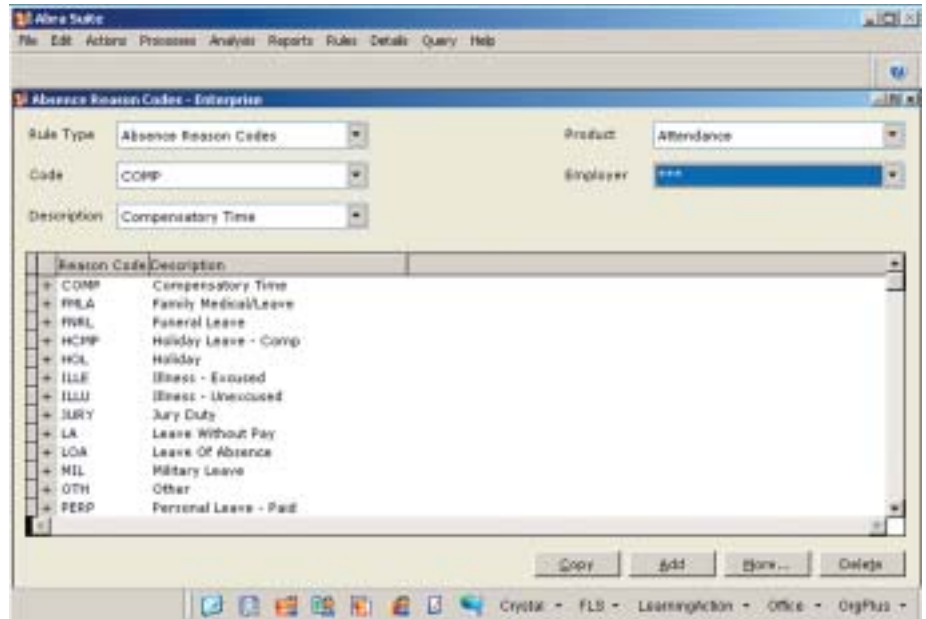 Abra Suite
File Edit Actions Processes Analysis Reports Rules Details Query Help
Absence Reason Codes - Enterprise
Rule Type Absence Reason Codes Product Attendance
Code COMP Employer ***
Description Compensatory Time
Reason Code Description
+ COMP Compensatory Time
+ FMLA Family Medical/Leave
+ FNRL Funeral Leave
+ HCMP Holiday Leave - Comp
+ HOL Holiday
+ ILLE Illness - Excused
+ ILLU Illness - Unexcused
+ JURY Jury Duty
+ LA Leave Without Pay
+ LOA Leave Of Absence
+ MIL Military Leave
+ OTH Other
+ PERP Personal Leave - Paid
Copy Add More... Delete
Crystal FLS LearningAction Office OrgPlus